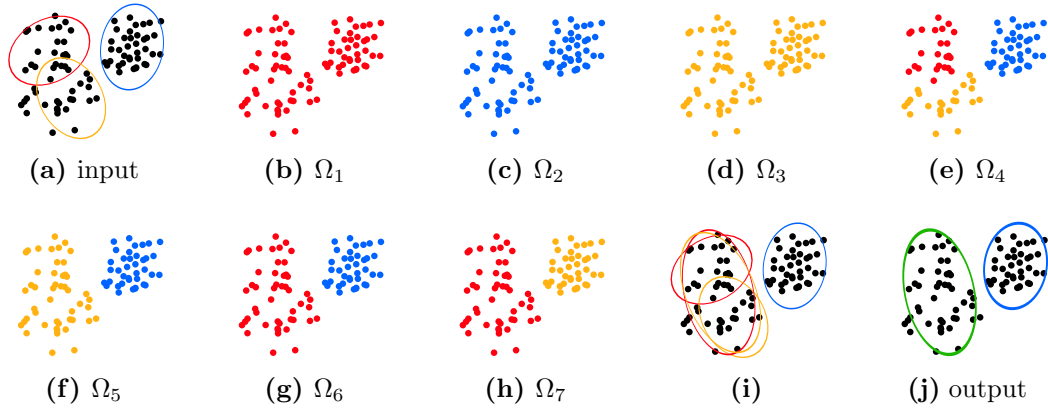 (a) input (b) Ω₁ (c) Ω₂ (d) Ω₃ (e) Ω₄
(f) Ω₅ (g) Ω₆ (h) Ω₇ (i) (j) output